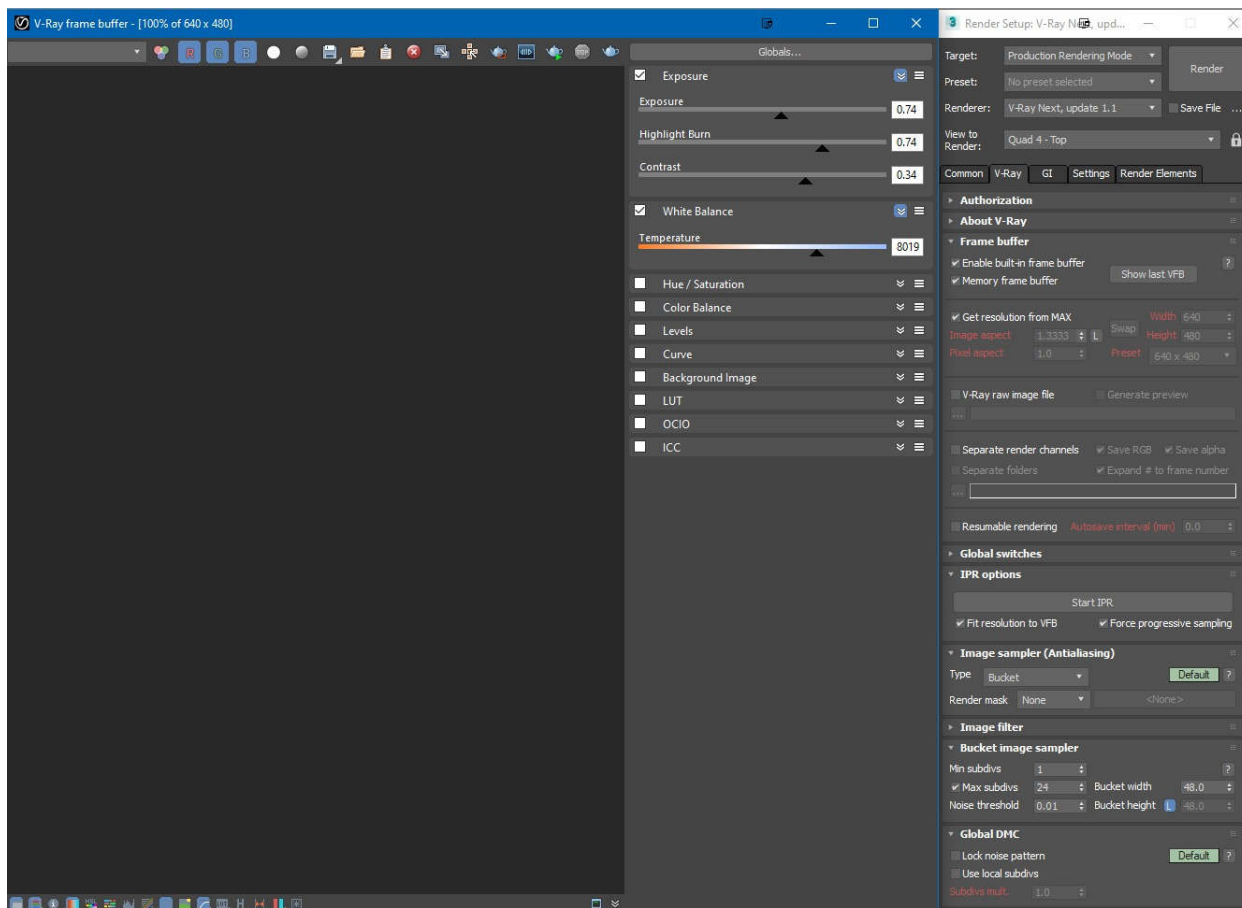 V-Ray frame buffer - [100% of 640 x 480]
R G B
Globals...
Exposure
Exposure
0.74
Highlight Burn
0.74
Contrast
0.34
White Balance
Temperature
8019
Hue / Saturation
Color Balance
Levels
Curve
Background Image
LUT
OCIO
ICC
H
3 Render Setup: V-Ray N upd...
Target: Production Rendering Mode
Render
Preset: No preset selected
Renderer: V-Ray Next, update 1.1 Save File ...
View to
Render: Quad 4 - Top
Common V-Ray GI Settings Render Elements
Authorization
About V-Ray
Frame buffer
Enable built-in frame buffer ?
Show last VFB
Memory frame buffer
Get resolution from MAX Width 640
Swap
Image aspect 1.3333 L Height 480
Pixel aspect 1.0 Preset 640 x 480
V-Ray raw image file Generate preview
...
Separate render channels Save RGB Save alpha
Separate folders Expand # to frame number
...
Resumable rendering Autosave interval (min) 0.0
Global switches
IPR options
Start IPR
Fit resolution to VFB Force progressive sampling
Image sampler (Antialiasing)
Type Bucket Default ?
Render mask None <None>
Image filter
Bucket image sampler
Min subdivs 1 ?
Max subdivs 24 Bucket width 48.0
Noise threshold 0.01 Bucket height L 48.0
Global DMC
Lock noise pattern Default ?
Use local subdivs
Subdivs mult. 1.0